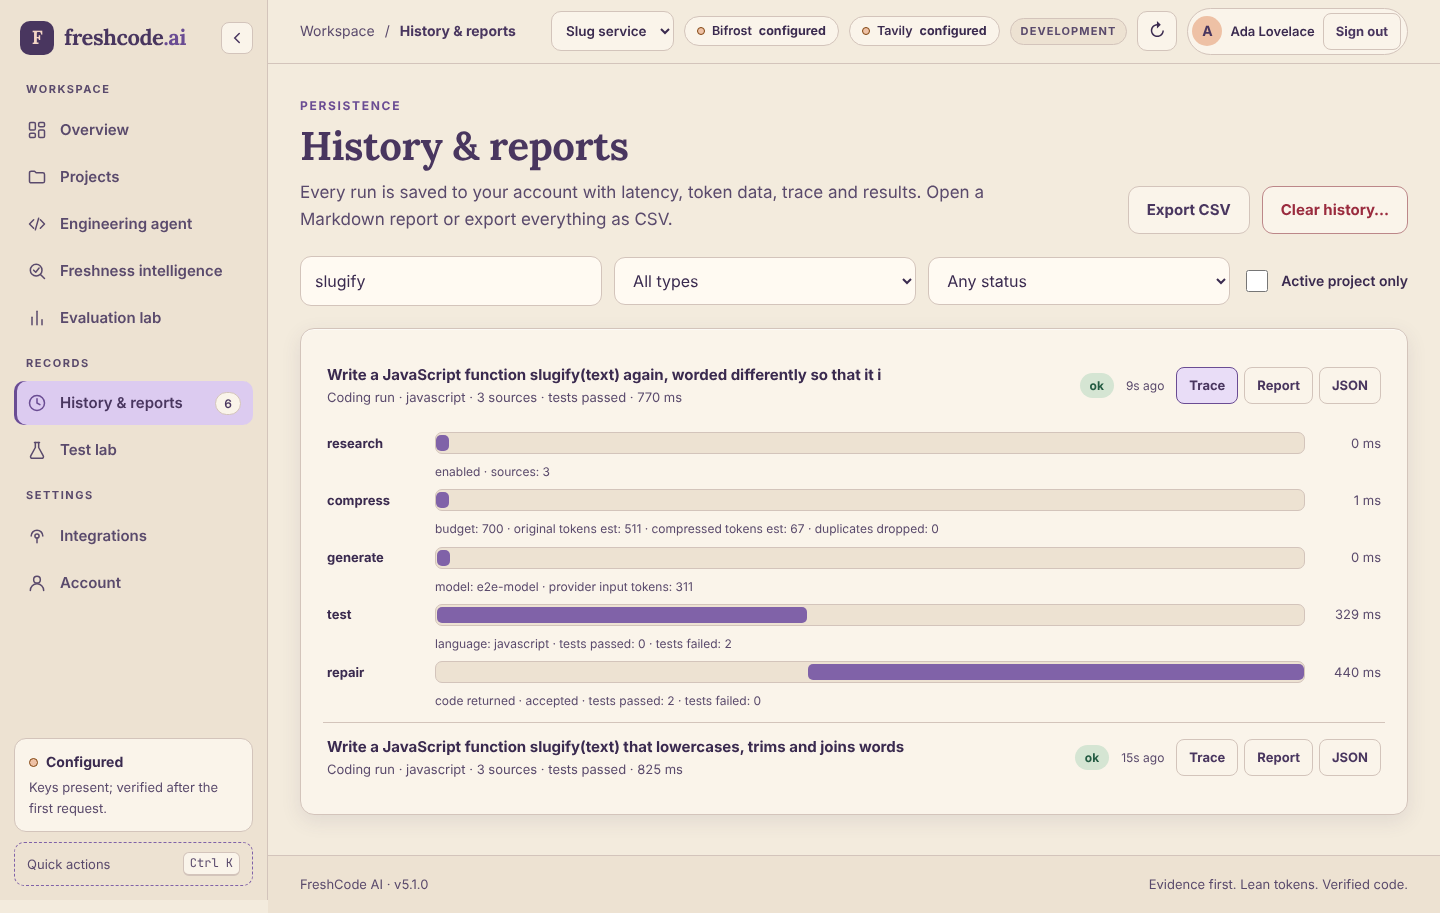 F freshcode.ai
WORKSPACE
Overview
Projects
Engineering agent
Freshness intelligence
Evaluation lab
RECORDS
History & reports 6
Test lab
SETTINGS
Integrations
Account
Configured
Keys present; verified after the
first request.
Quick actions Ctrl K
Workspace / History & reports
Slug service
Bifrost configured
Tavily configured
DEVELOPMENT
A Ada Lovelace Sign out
PERSISTENCE
History & reports
Every run is saved to your account with latency, token data, trace and results. Open a
Markdown report or export everything as CSV.
Export CSV Clear history...
slugify All types Any status Active project only
Write a JavaScript function slugify(text) again, worded differently so that it i
Coding run · javascript · 3 sources · tests passed · 770 ms
ok 9s ago Trace Report JSON
research 0 ms
enabled · sources: 3
compress 1 ms
budget: 700 · original tokens est: 511 · compressed tokens est: 67 · duplicates dropped: 0
generate 0 ms
model: e2e-model · provider input tokens: 311
test 329 ms
language: javascript · tests passed: 0 · tests failed: 2
repair 440 ms
code returned · accepted · tests passed: 2 · tests failed: 0
Write a JavaScript function slugify(text) that lowercases, trims and joins words
Coding run · javascript · 3 sources · tests passed · 825 ms
ok 15s ago Trace Report JSON
FreshCode AI · v5.1.0
Evidence first. Lean tokens. Verified code.